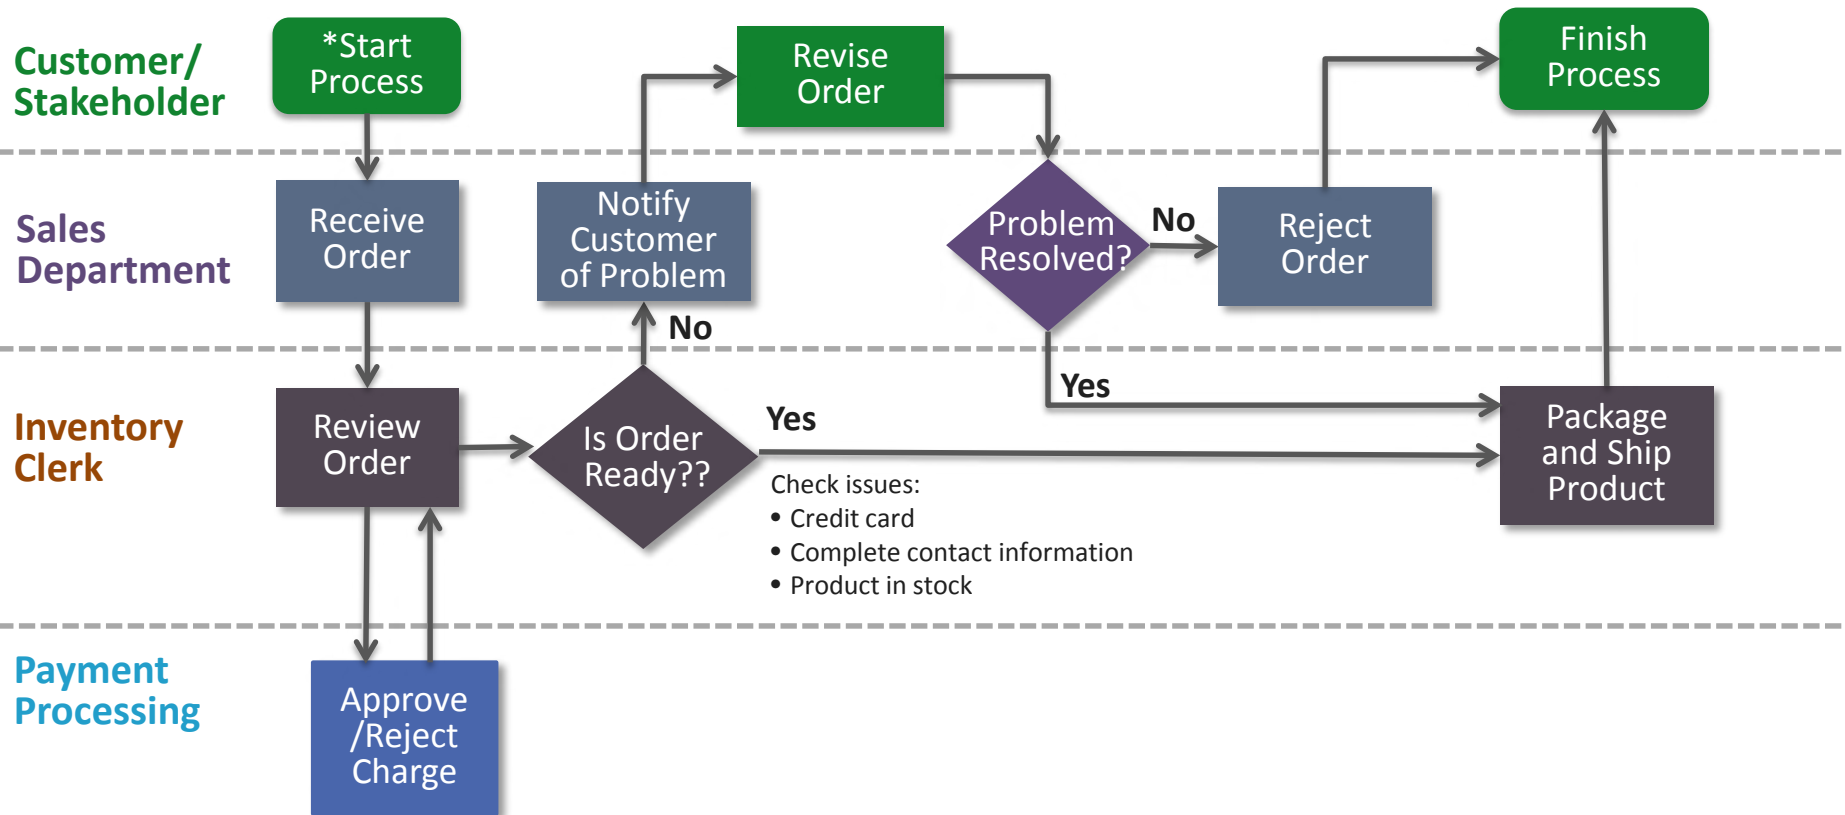 Customer/
Stakeholder
*Start
Process
Revise
Order
Finish
Process
Sales
Department
Receive
Order
Notify
Customer
of Problem
Problem
Resolved?
No
Reject
Order
No
Inventory
Clerk
Review
Order
Is Order
Ready??
Yes
Yes
Package
and Ship
Product
Check issues:
• Credit card
• Complete contact information
• Product in stock
Payment
Processing
Approve
/Reject
Charge